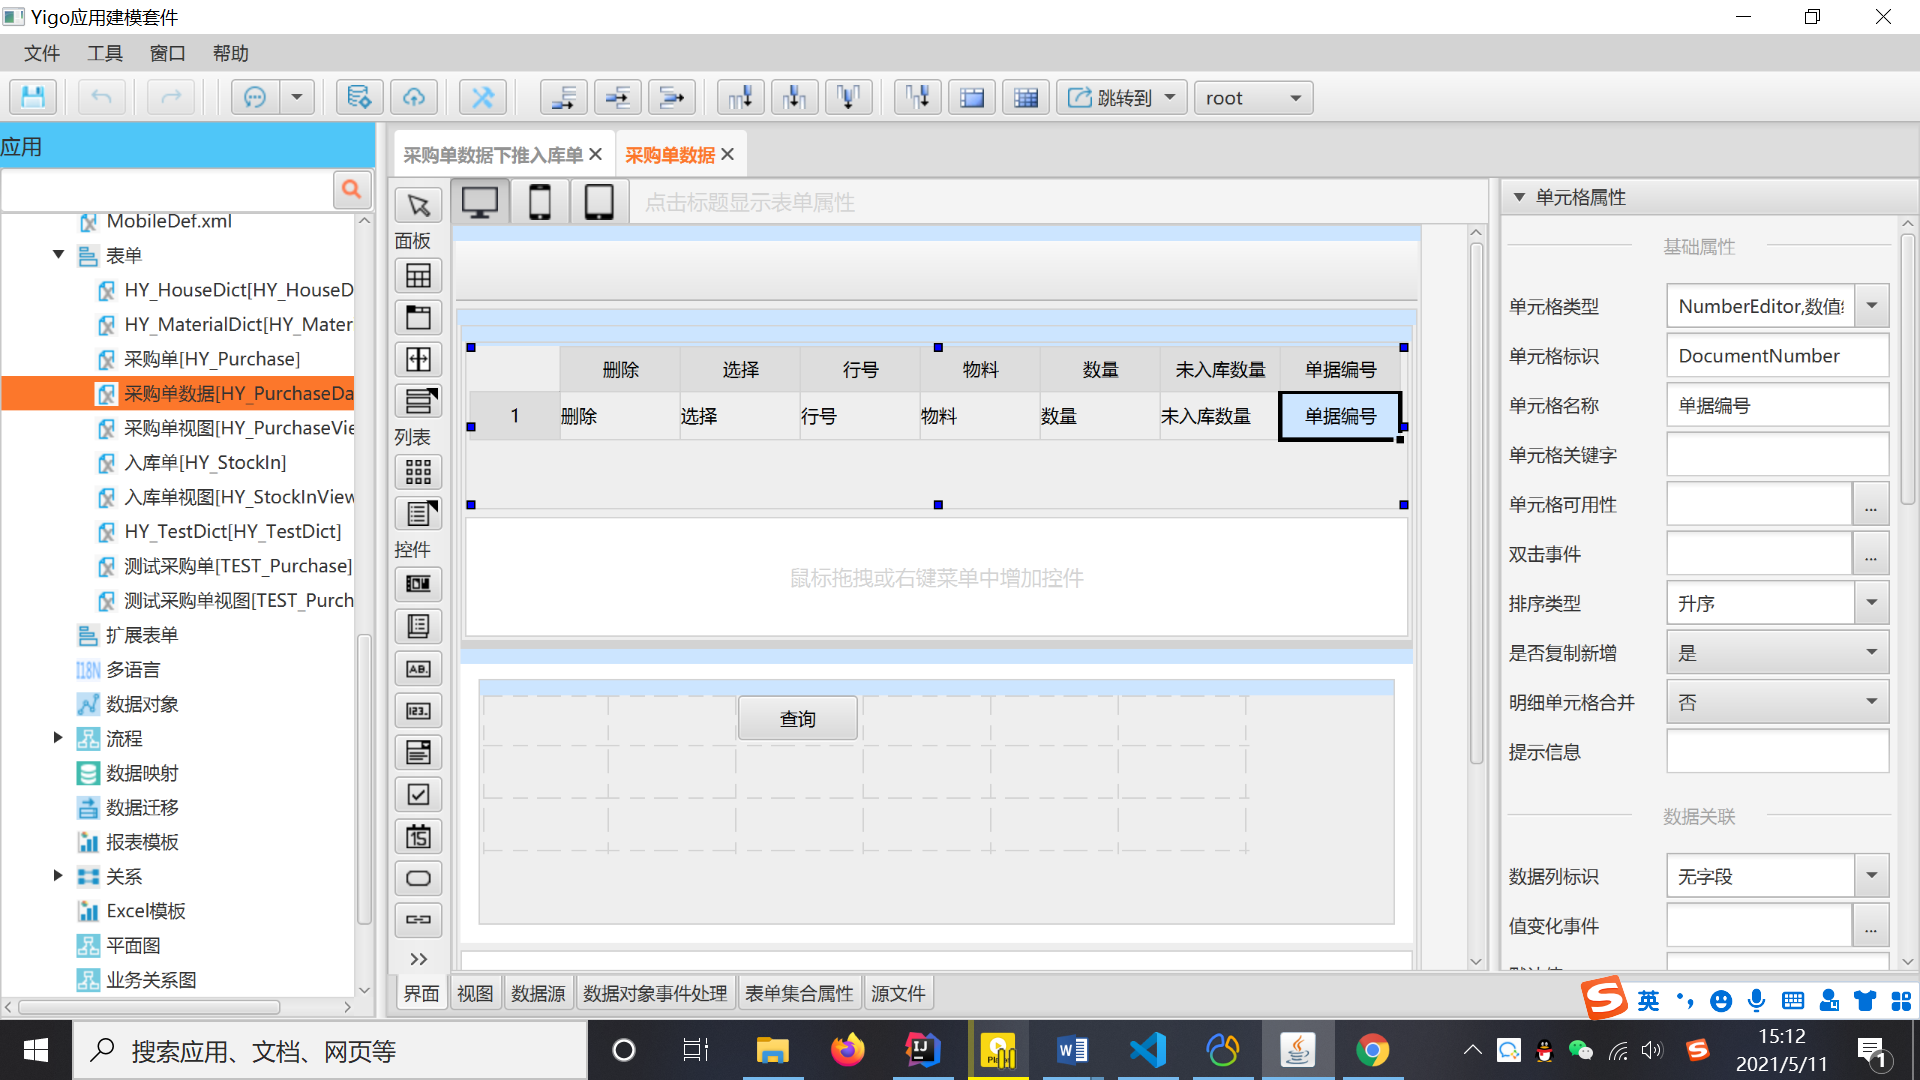 Yigo应用建模套件
文件 工具 窗口 帮助
跳转到 root
应用
MobileDef.xml
表单
HY_HouseDict[HY_HouseD
HY_MaterialDict[HY_Mater
采购单[HY_Purchase]
采购单数据[HY_PurchaseDa
采购单视图[HY_PurchaseVie
入库单[HY_StockIn]
入库单视图[HY_StockInView
HY_TestDict[HY_TestDict]
测试采购单[TEST_Purchase]
测试采购单视图[TEST_Purch
扩展表单
I18N 多语言
数据对象
流程
数据映射
数据迁移
报表模板
关系
Excel模板
平面图
业务关系图
采购单数据下推入库单 采购单数据
点击标题显示表单属性
面板
列表
控件
AB
123
15
删除 选择 行号 物料 数量 未入库数量 单据编号
1 删除 选择 行号 物料 数量 未入库数量 单据编号
鼠标拖拽或右键菜单中增加控件
查询
界面 视图 数据源 数据对象事件处理 表单集合属性 源文件
单元格属性
基础属性
单元格类型 NumberEditor,数值
单元格标识 DocumentNumber
单元格名称 单据编号
单元格关键字
单元格可用性 ...
双击事件 ...
排序类型 升序
是否复制新增 是
明细单元格合并 否
提示信息
数据关联
数据列标识 无字段
值变化事件 ...
英
搜索应用、文档、网页等
15:12
2021/5/11
1